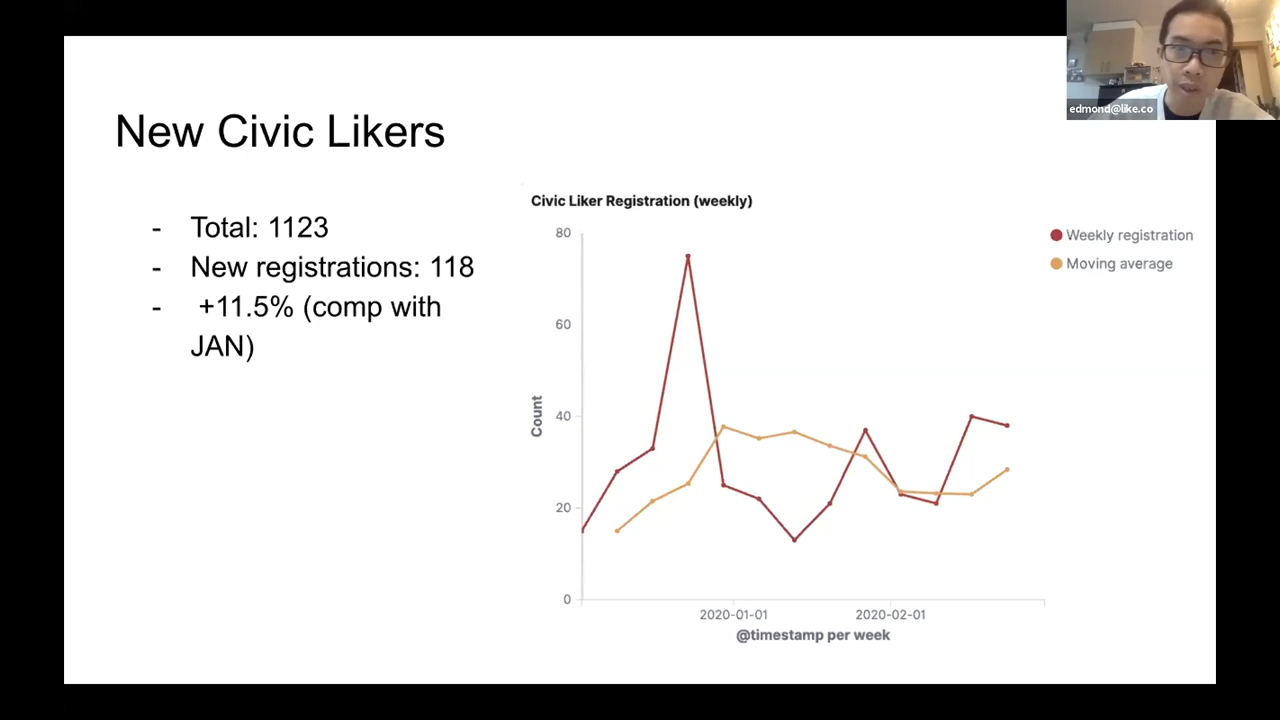 edmond@like.co
New Civic Likers
- Total: 1123
- New registrations: 118
- +11.5% (comp with
JAN)
Civic Liker Registration (weekly)
Weekly registration
Moving average
80
60
40
20
0
Count
2020-01-01
2020-02-01
@timestamp per week